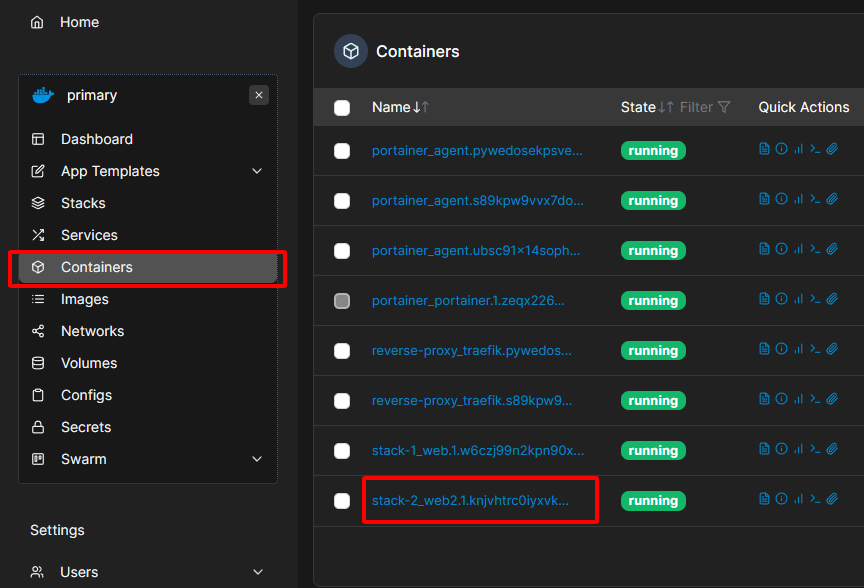 Home
primary
Dashboard
App Templates
Stacks
Services
Containers
Images
Networks
Volumes
Configs
Secrets
Swarm
Settings
Users
Containers
Name State Filter Quick Actions
portainer_agent.pywedosekpsve... running
portainer_agent.s89kpw9vvx7do... running
portainer_agent.ubsc91x14soph... running
portainer_portainer.1.zeqx226... running
reverse-proxy_traefik.pywedos... running
reverse-proxy_traefik.s89kpw9... running
stack-1_web.1.w6czj99n2kpn90x... running
stack-2_web2.1.knjvhtrc0iyxvk... running